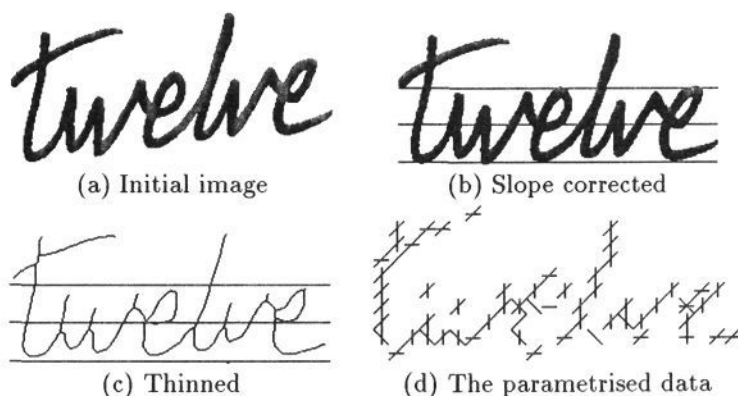 twelve twelve
(a) Initial image (b) Slope corrected
twelve
(c) Thinned (d) The parametrised data